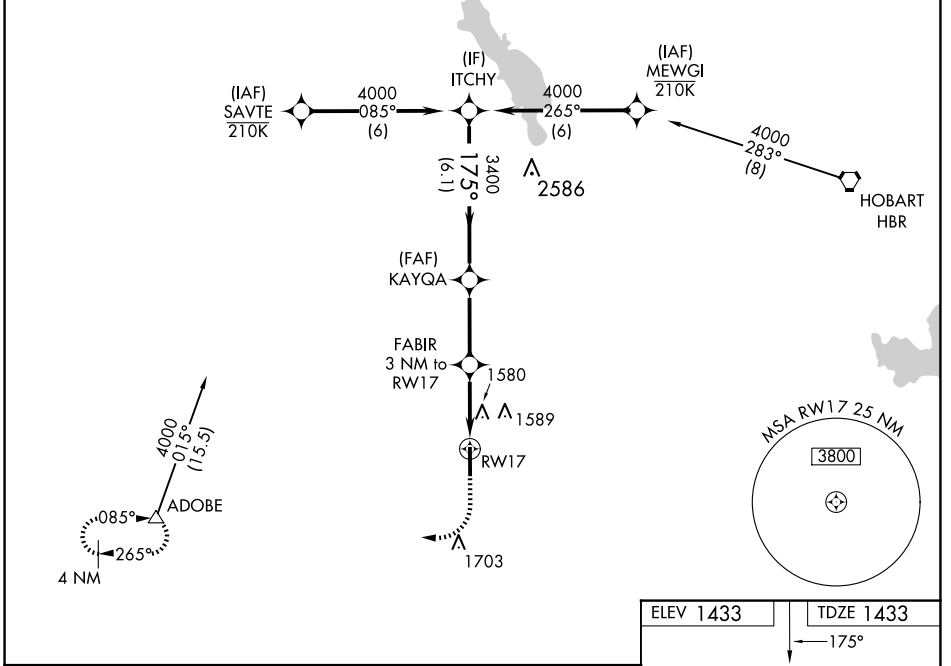 (IF)
ITCHY
(IAF)
MEWGI
210K
(IAF)
SAVTE
210K
4000
085°
(6)
4000
265°
(6)
4000
283°
(8)
HOBART
HBR
3400
175°
(6.1)
2586
(FAF)
KAYQA
FABIR
3 NM to
RW17
1580
1589
RW17
4000
015°
(15.5)
ADOBE
085°
265°
4 NM
1703
MSA RW17 25 NM
3800
ELEV 1433
TDZE 1433
175°